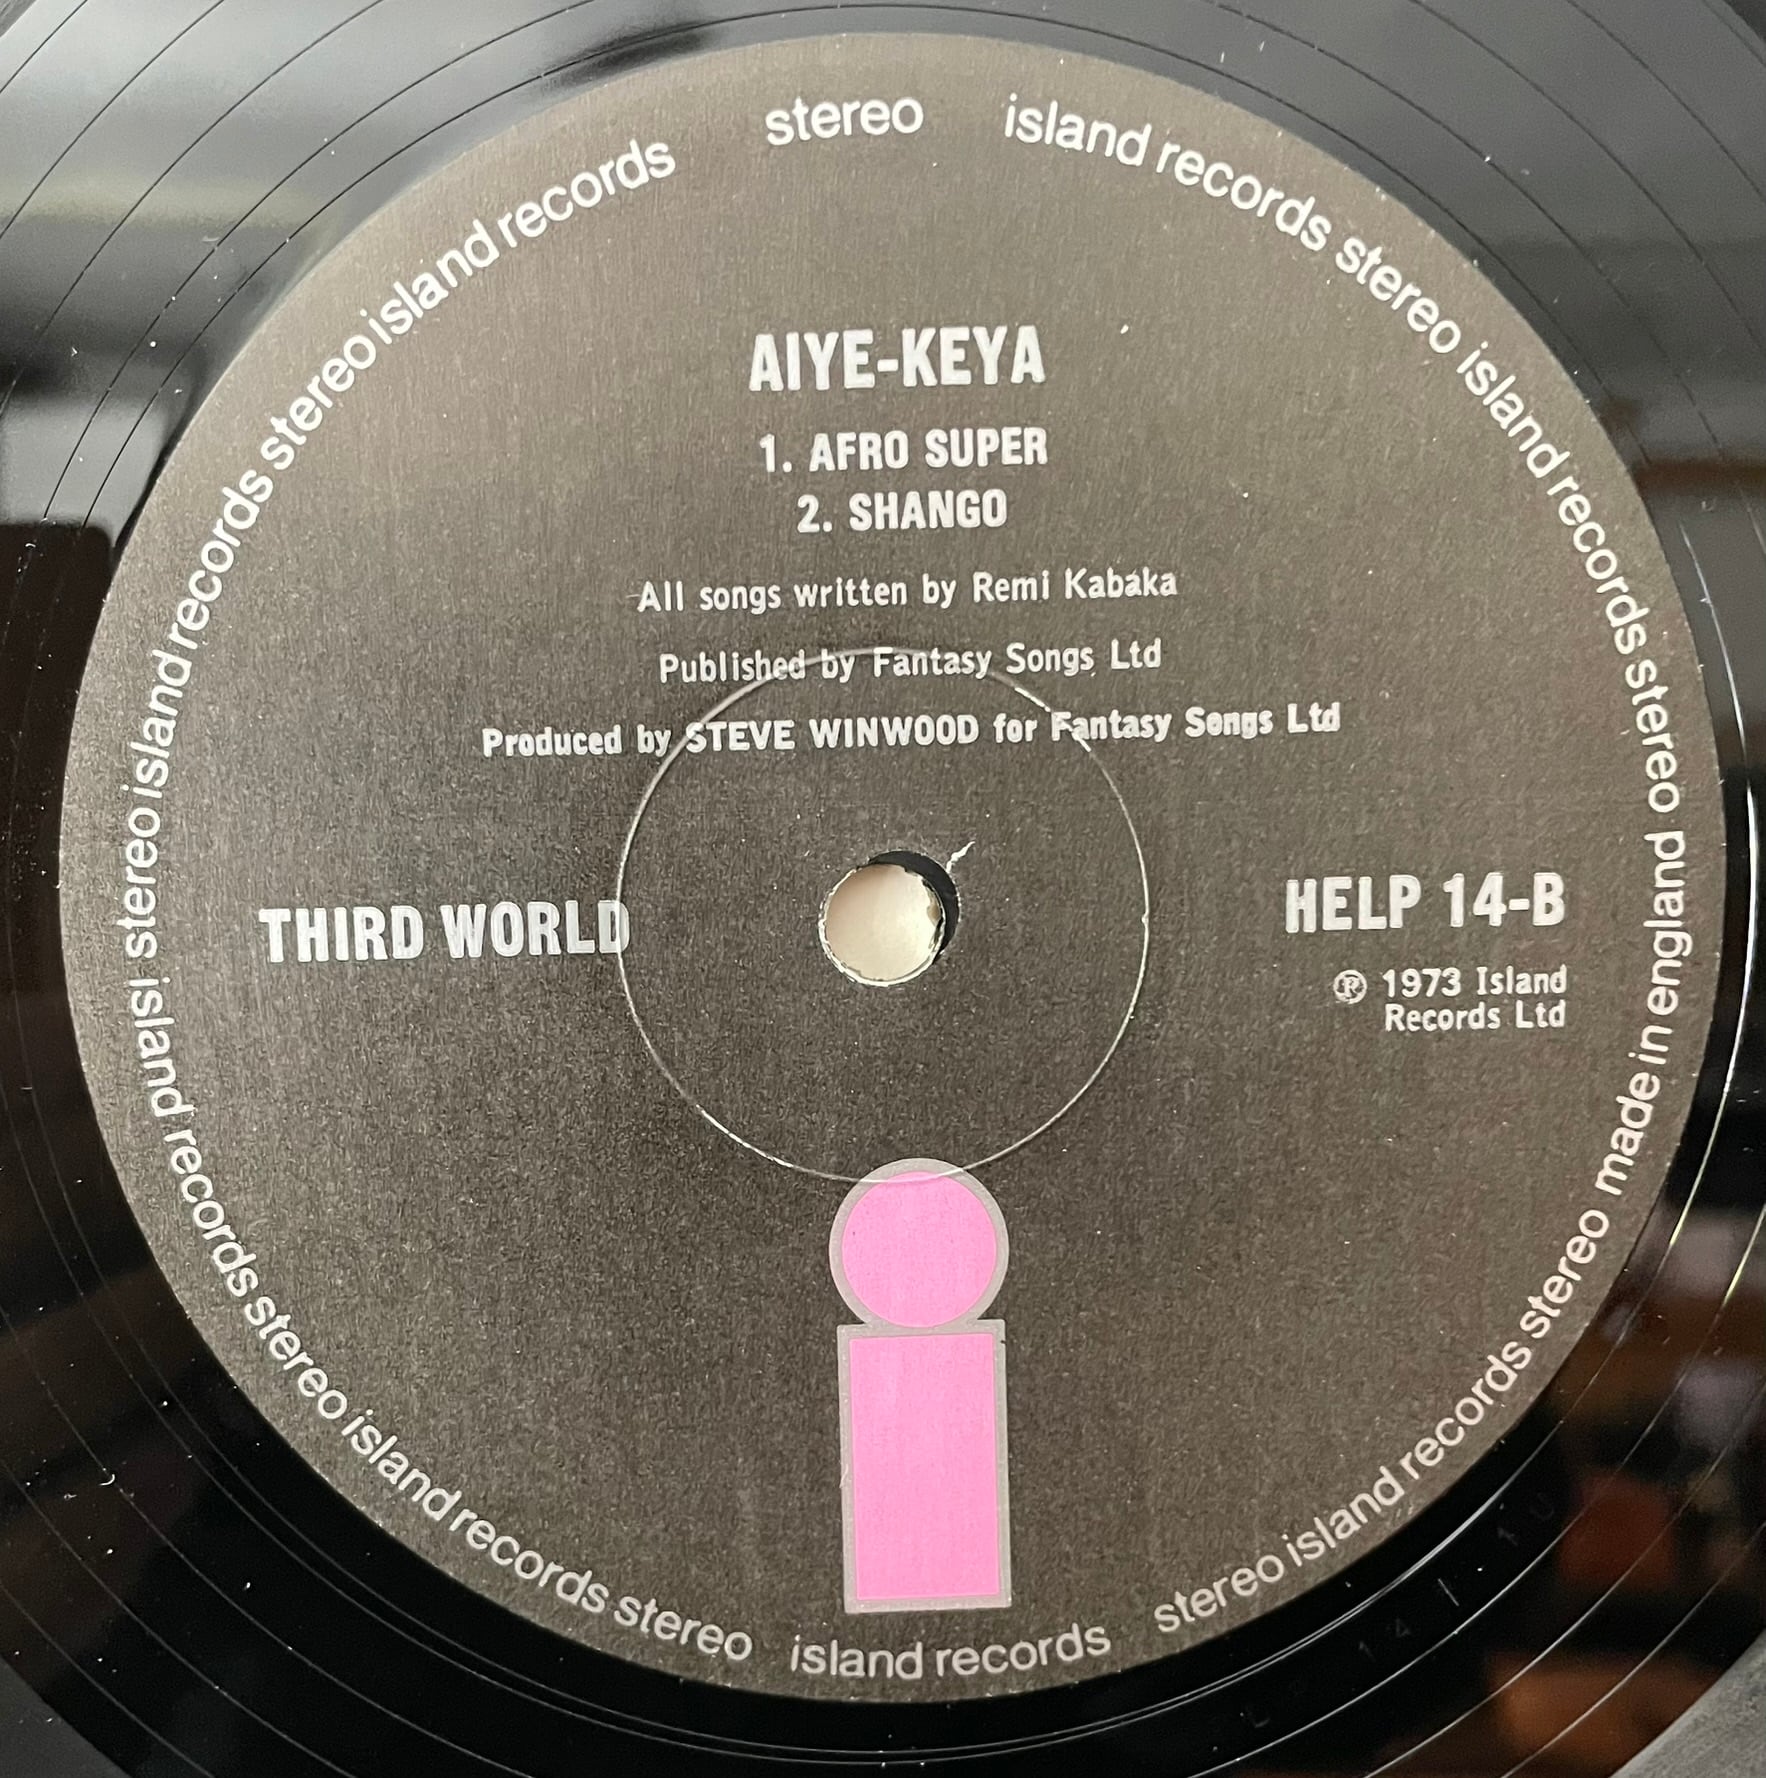 stereo island records stereo island records stereo made in england stereo island records stereo island records stereo island records stereo island records stereo island records stereo island records
AIYE-KEYA
1. AFRO SUPER
2. SHANGO
All songs written by Remi Kabaka
Published by Fantasy Songs Ltd
Produced by STEVE WINWOOD for Fantasy Songs Ltd
THIRD WORLD
HELP 14-B
Ⓟ 1973 Island
Records Ltd